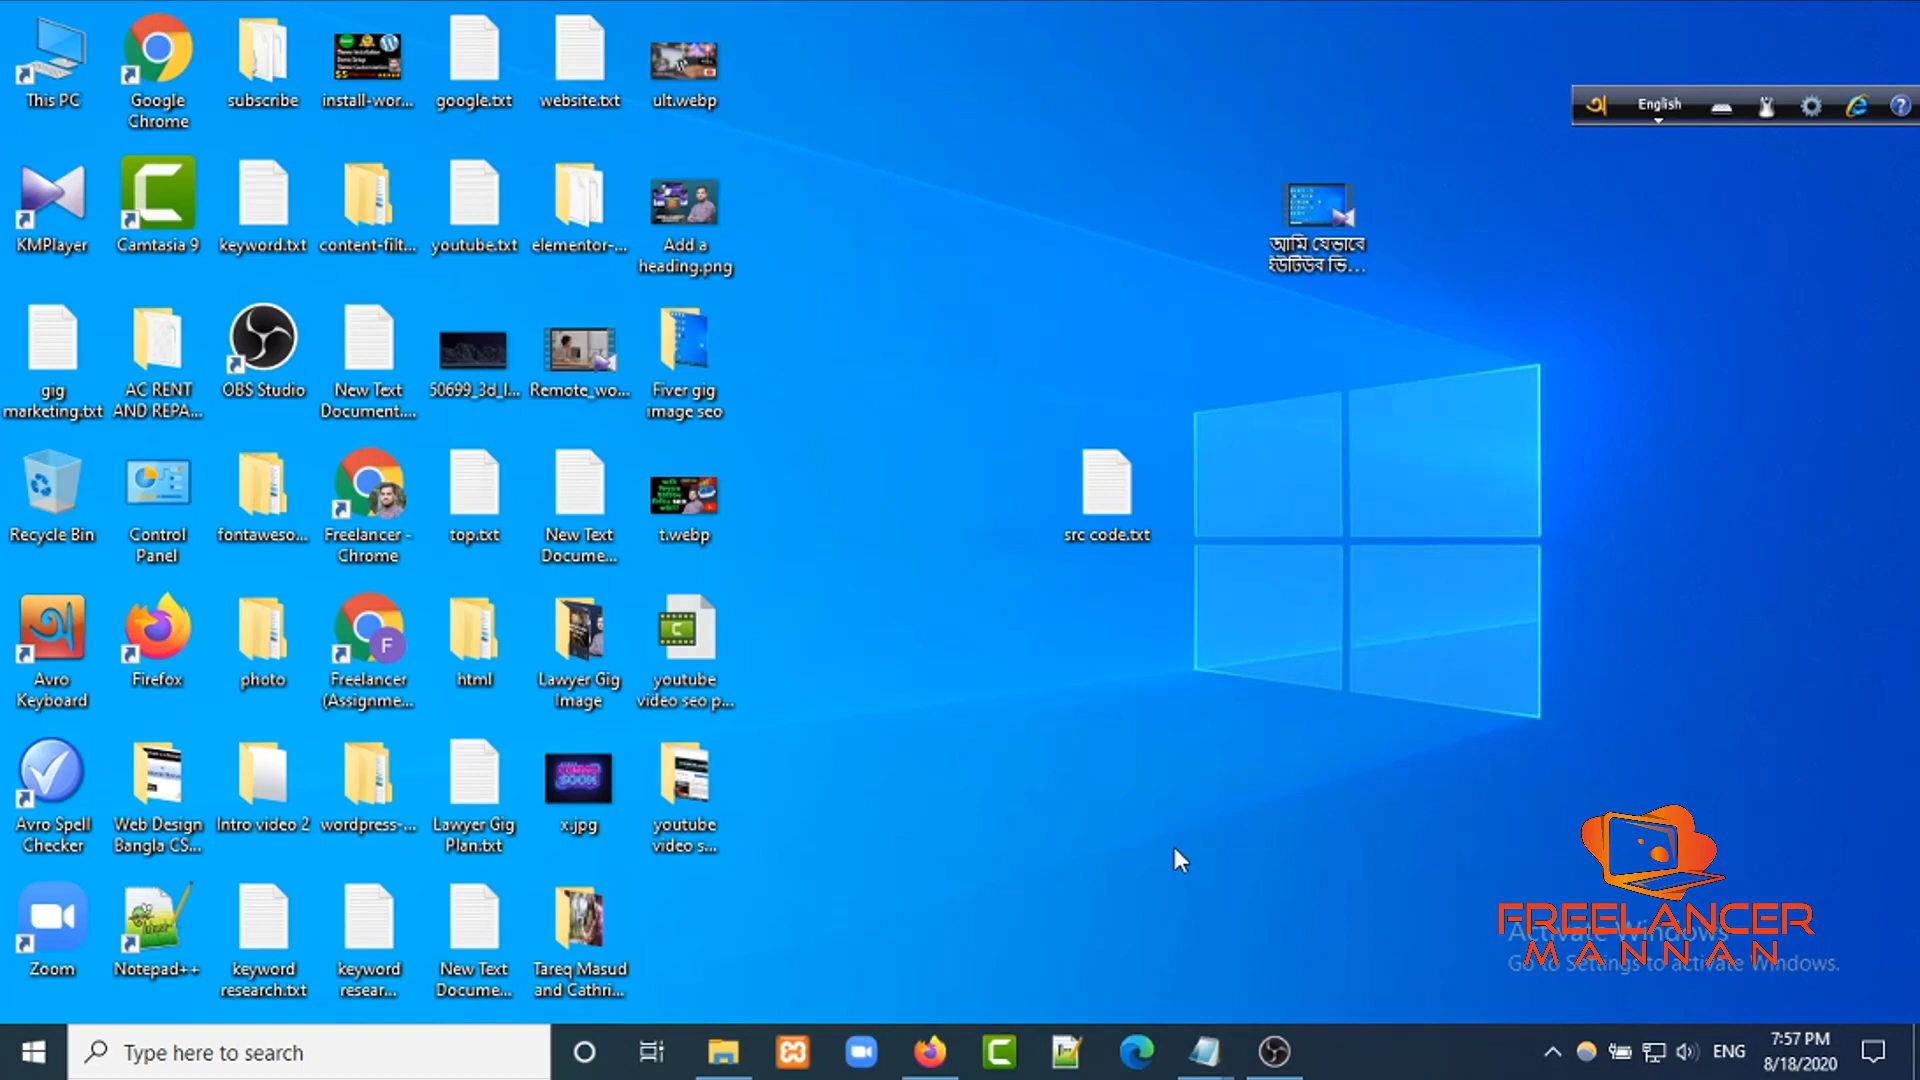 This PC
Google
Chrome
subscribe
install-wor...
google.txt
website.txt
ult.webp
English
KMPlayer
Camtasia 9
keyword.txt
content-filt...
youtube.txt
elementor-...
Add a
heading.png
আমি যেভাবে
ইউটিউব ভি...
gig
marketing.txt
AC RENT
AND REPA...
OBS Studio
New Text
Document....
50699_3d_l...
Remote_wo...
Fiver gig
image seo
Recycle Bin
Control
Panel
fontaweso...
Freelancer -
Chrome
top.txt
New Text
Docume...
t.webp
src code.txt
Avro
Keyboard
Firefox
photo
Freelancer
(Assignme...
html
Lawyer Gig
Image
youtube
video seo p...
Avro Spell
Checker
Web Design
Bangla CS...
Intro video 2
wordpress-...
Lawyer Gig
Plan.txt
x.jpg
youtube
video s...
Zoom
Notepad++
keyword
research.txt
keyword
resear...
New Text
Docume...
Tareq Masud
and Cathri...
FREELANCER
MANNAN
Activate Windows
Go to Settings to activate Windows.
Type here to search
ENG
7:57 PM
8/18/2020